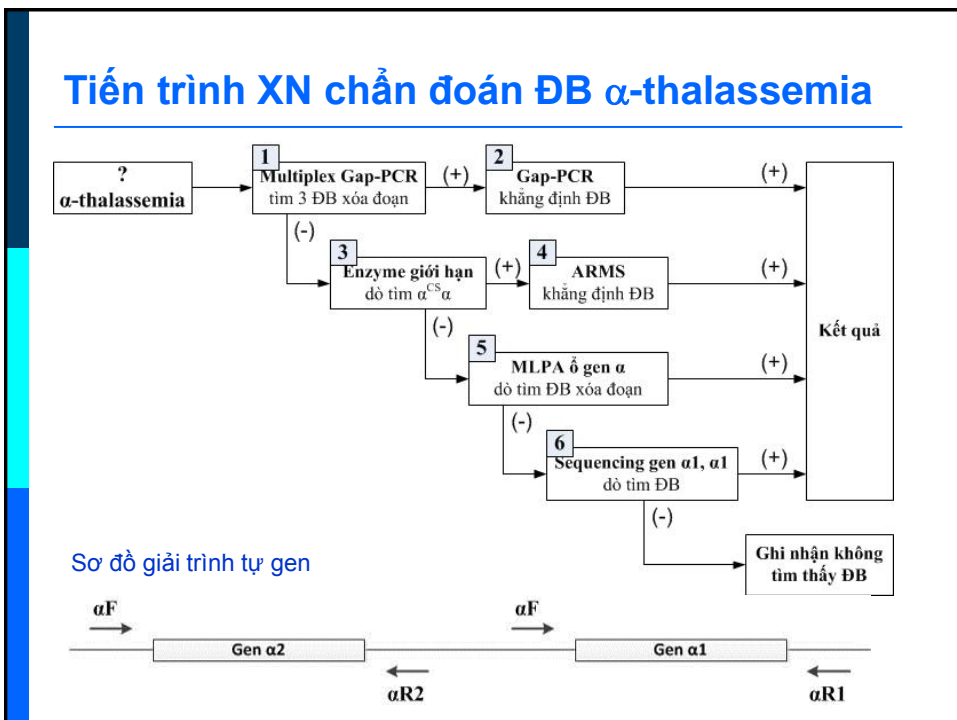 Tiến trình XN chẩn đoán ĐB α-thalassemia
?
α-thalassemia
1
Multiplex Gap-PCR
tìm 3 ĐB xóa đoạn
(+)
2
Gap-PCR
khẳng định ĐB
(+)
(-)
3
Enzyme giới hạn
dò tìm α^CS α
(+)
4
ARMS
khẳng định ĐB
(+)
Kết quả
(-)
5
MLPA ổ gen α
dò tìm ĐB xóa đoạn
(+)
(-)
6
Sequencing gen α1, α1
dò tìm ĐB
(+)
(-)
Ghi nhận không
tìm thấy ĐB
Sơ đồ giải trình tự gen
αF
αF
Gen α2
Gen α1
αR2
αR1